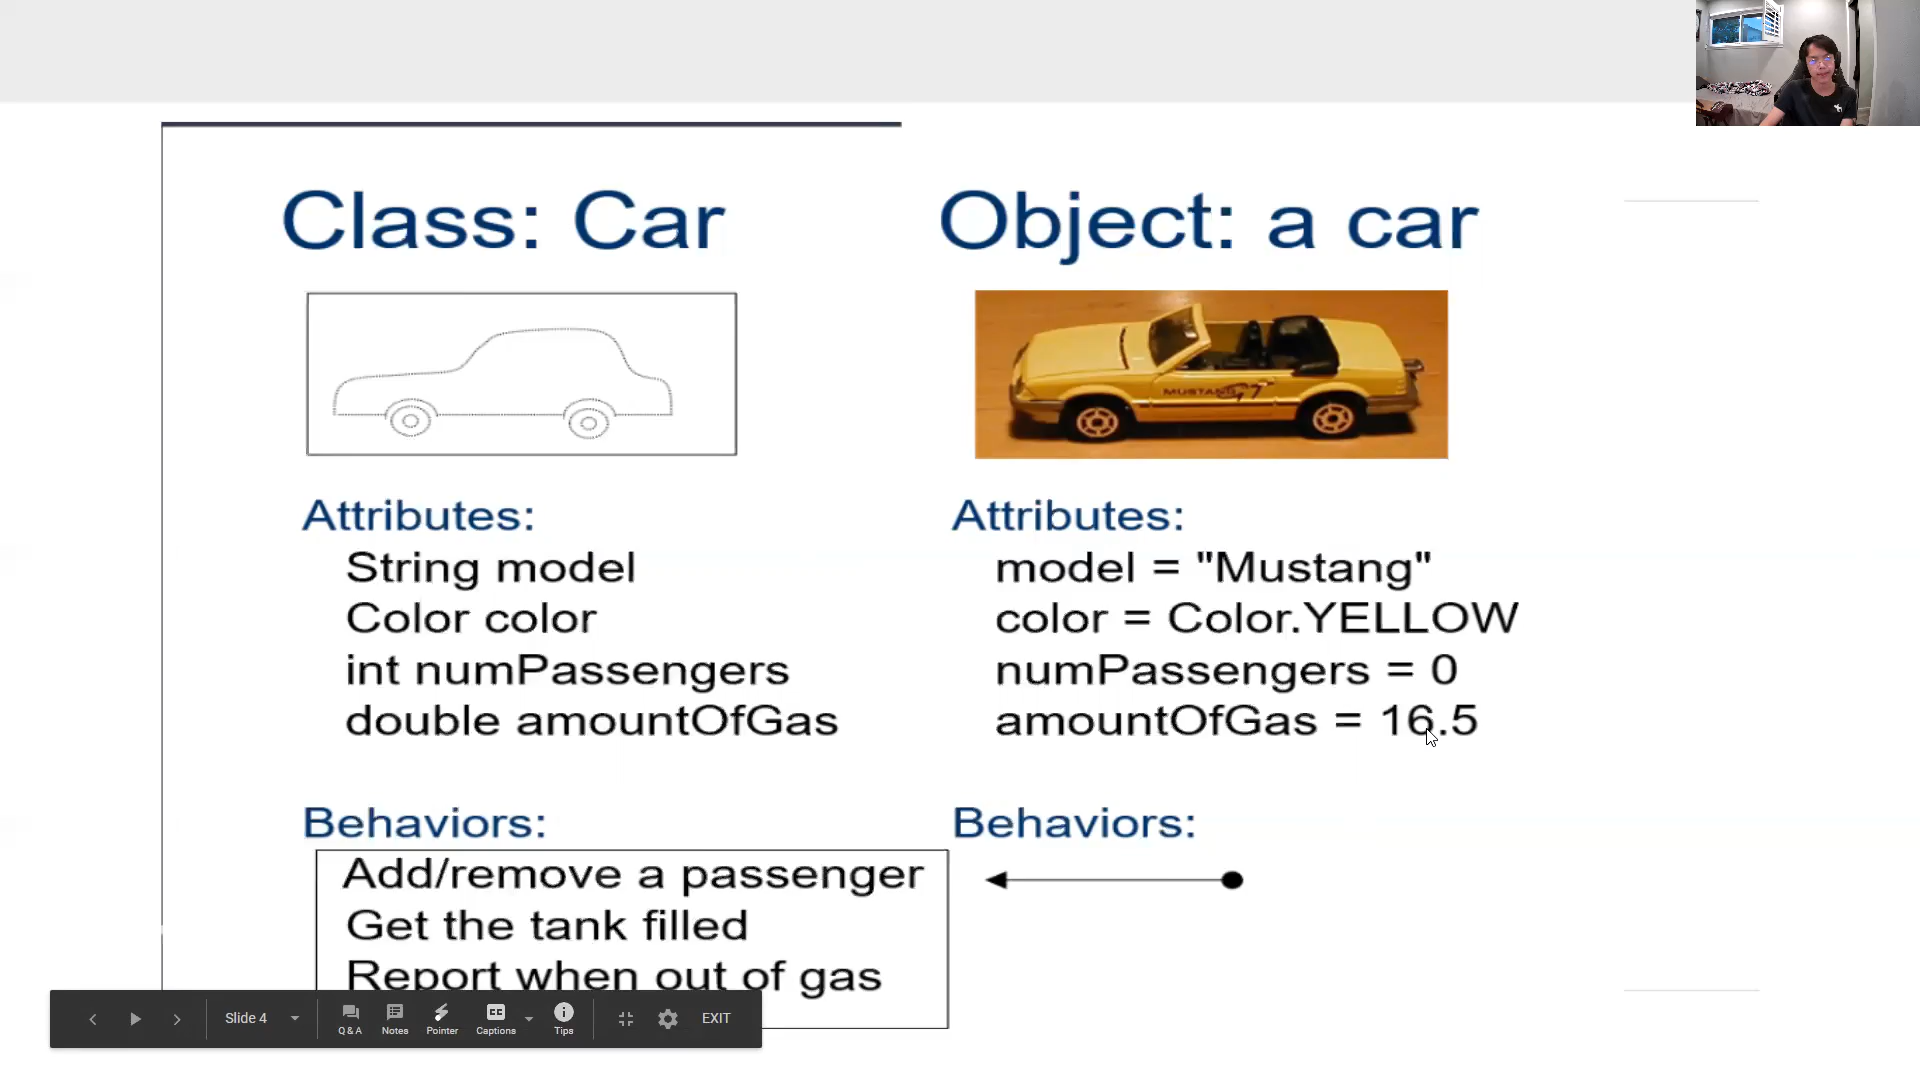 Class: Car
Attributes:
String model
Color color
int numPassengers
double amountOfGas
Behaviors:
Add/remove a passenger
Get the tank filled
Report when out of gas
Object: a car
MUSTANG
Attributes:
model = "Mustang"
color = Color.YELLOW
numPassengers = 0
amountOfGas = 16.5
Behaviors:
Slide 4
Q & A
Notes
Pointer
CC
Captions
Tips
EXIT